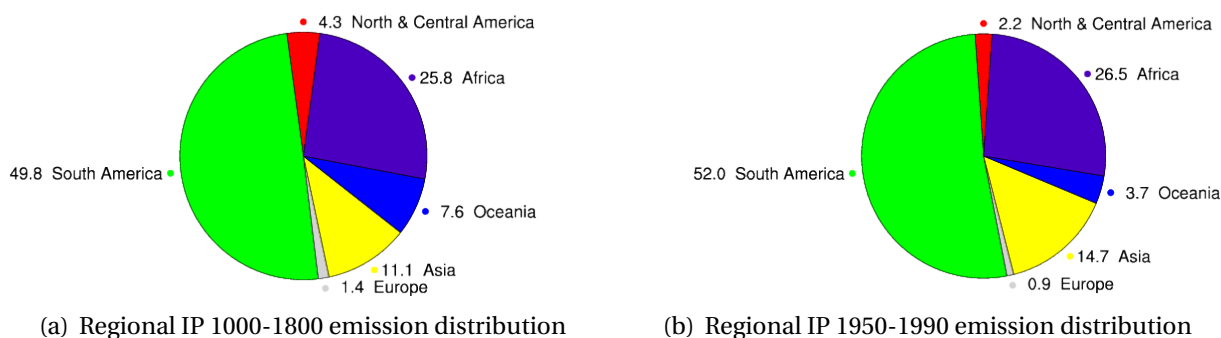 4.3 North & Central America
25.8 Africa
49.8 South America
7.6 Oceania
11.1 Asia
1.4 Europe
(a) Regional IP 1000-1800 emission distribution
2.2 North & Central America
26.5 Africa
52.0 South America
3.7 Oceania
14.7 Asia
0.9 Europe
(b) Regional IP 1950-1990 emission distribution